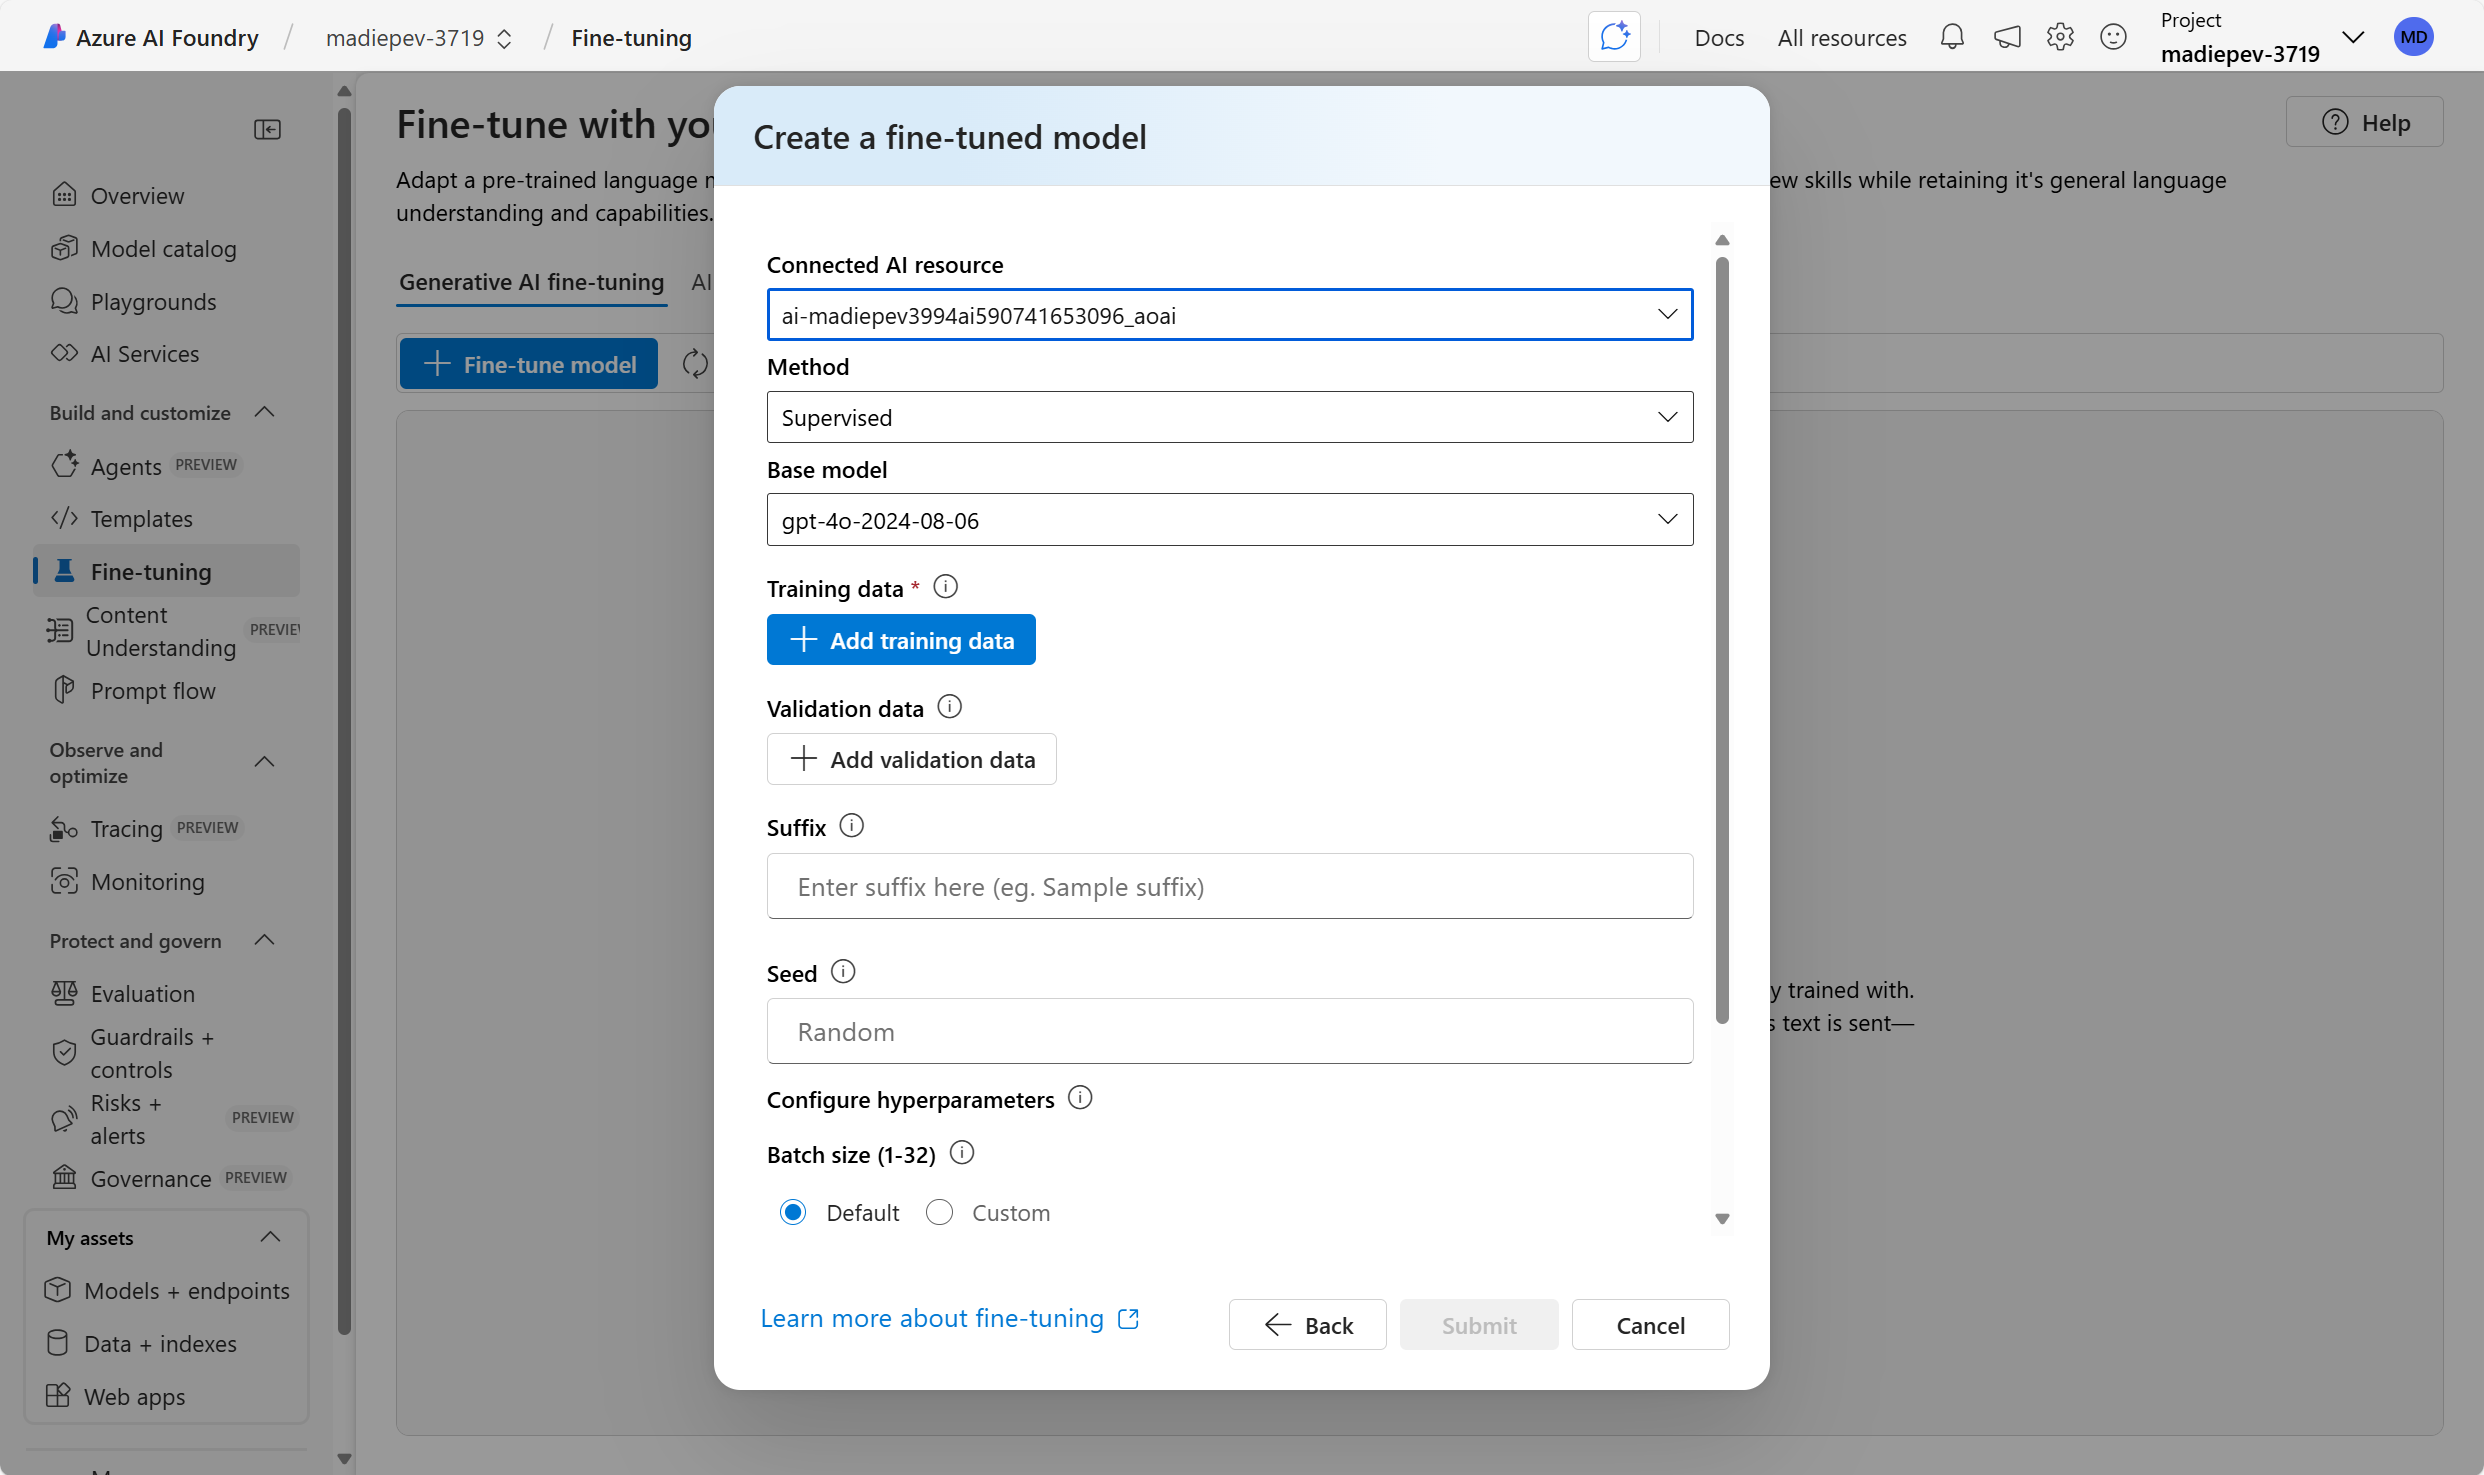 Azure AI Foundry / madiepev-3719 / Fine-tuning
Docs
All resources
Project
madiepev-3719
MD
Overview
Model catalog
Playgrounds
AI Services
Build and customize
Agents PREVIEW
Templates
Fine-tuning
Content
Understanding
Prompt flow
Observe and
optimize
Tracing PREVIEW
Monitoring
Protect and govern
Evaluation
Guardrails +
controls
Risks +
alerts
PREVIEW
Governance PREVIEW
My assets
Models + endpoints
Data + indexes
Web apps
Fine-tune with
Help
Adapt a pre-trained language
skills while retaining it's general language
understanding and capabilities.
Generative AI fine-tuning
AI
Fine-tune model
trained with.
text is sent—
Create a fine-tuned model
Connected AI resource
ai-madiepev3994ai590741653096_aoai
Method
Supervised
Base model
gpt-4o-2024-08-06
Training data *
Add training data
Validation data
Add validation data
Suffix
Enter suffix here (eg. Sample suffix)
Seed
Random
Configure hyperparameters
Batch size (1-32)
Default
Custom
Learn more about fine-tuning
Back
Submit
Cancel